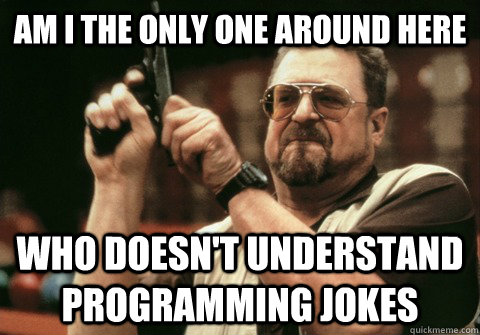 AM I THE ONLY ONE AROUND HERE
WHO DOESN'T UNDERSTAND
PROGRAMMING JOKES
quickmeme.com